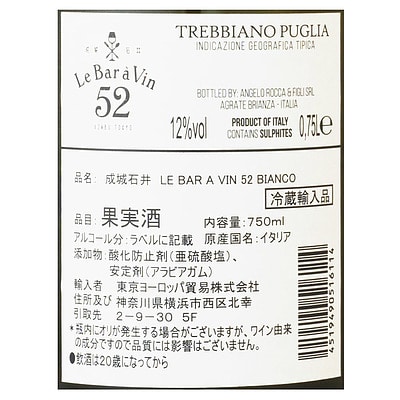 Le Bar à Vin
52
AZABU TOKYO
TREBBIANO PUGLIA
INDICAZIONE GEOGRAFICA TIPICA
BOTTLED BY: ANGELO ROCCA & FIGLI SRL
AGRATE BRIANZA - ITALIA
12%vol
PRODUCT OF ITALY
CONTAINS SULPHITES
0,75L℮
品名: 成城石井 LE BAR A VIN 52 BIANCO
冷蔵輸入品
品目: 果実酒 内容量: 750ml
アルコール分: ラベルに記載 原産国名: イタリア
添加物: 酸化防止剤(亜硫酸塩)、
安定剤(アラビアガム)
輸入者 東京ヨーロッパ貿易株式会社
住所及び 神奈川県横浜市西区北幸
引取先 2-9-30 5F
*瓶内にオリが発生する場合がございますが、ワイン由来
の成分ですので品質には影響はございません。
●飲酒は20歳になってから
4519490516114